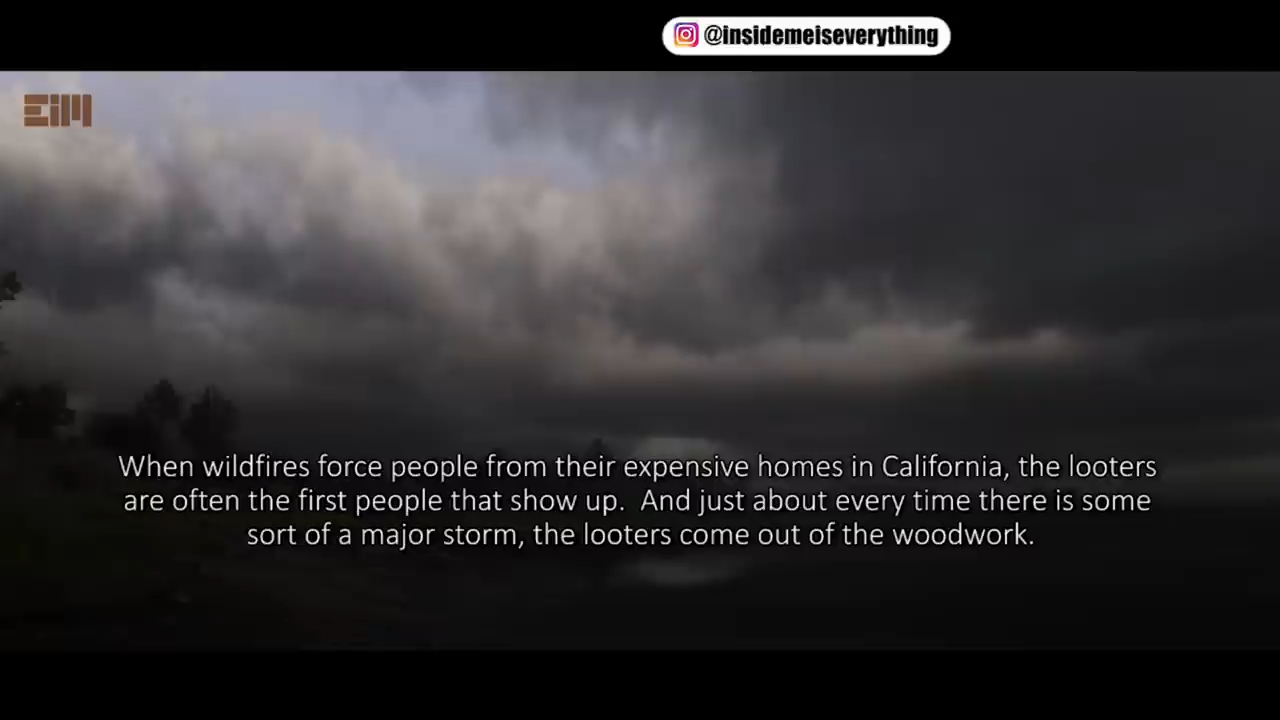 @insidemeiseverything
EiM
When wildfires force people from their expensive homes in California, the looters
are often the first people that show up.  And just about every time there is some
sort of a major storm, the looters come out of the woodwork.